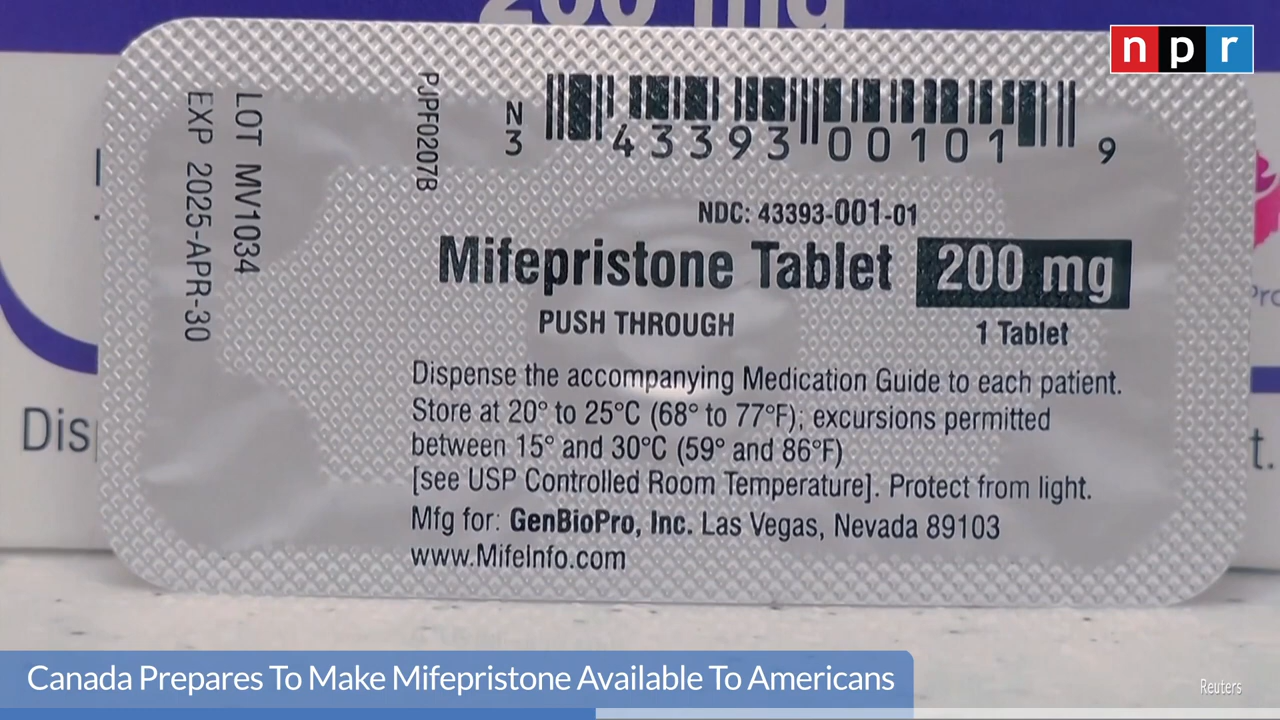 200 mg
npr
LOT MV1034
EXP 2025-APR-30
PJPF0207B
N
3
43393 00101 9
NDC: 43393-001-01
Mifepristone Tablet 200 mg
PUSH THROUGH
1 Tablet
Dispense the accompanying Medication Guide to each patient.
Store at 20° to 25°C (68° to 77°F); excursions permitted
between 15° and 30°C (59° and 86°F)
[see USP Controlled Room Temperature]. Protect from light.
Mfg for: GenBioPro, Inc. Las Vegas, Nevada 89103
www.MifeInfo.com
Canada Prepares To Make Mifepristone Available To Americans
Reuters